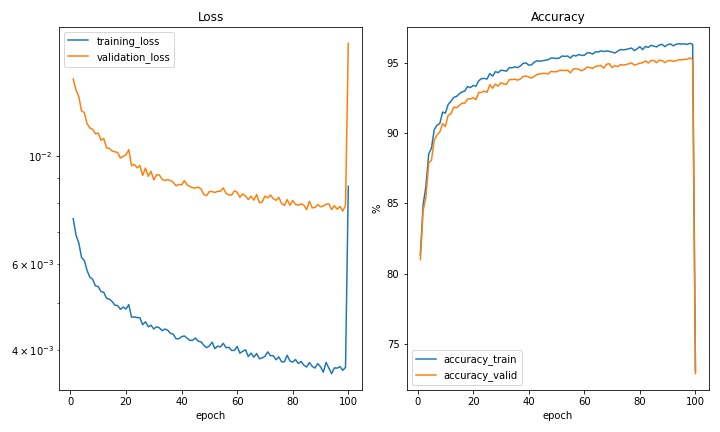 Loss
training_loss
validation_loss
10⁻²
6 × 10⁻³
4 × 10⁻³
0
20
40
60
80
100
epoch
Accuracy
95
90
85
80
75
%
accuracy_train
accuracy_valid
0
20
40
60
80
100
epoch